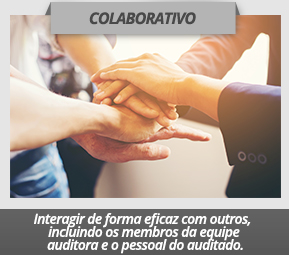 COLABORATIVO
Interagir de forma eficaz com outros,
incluindo os membros da equipe
auditora e o pessoal do auditado.